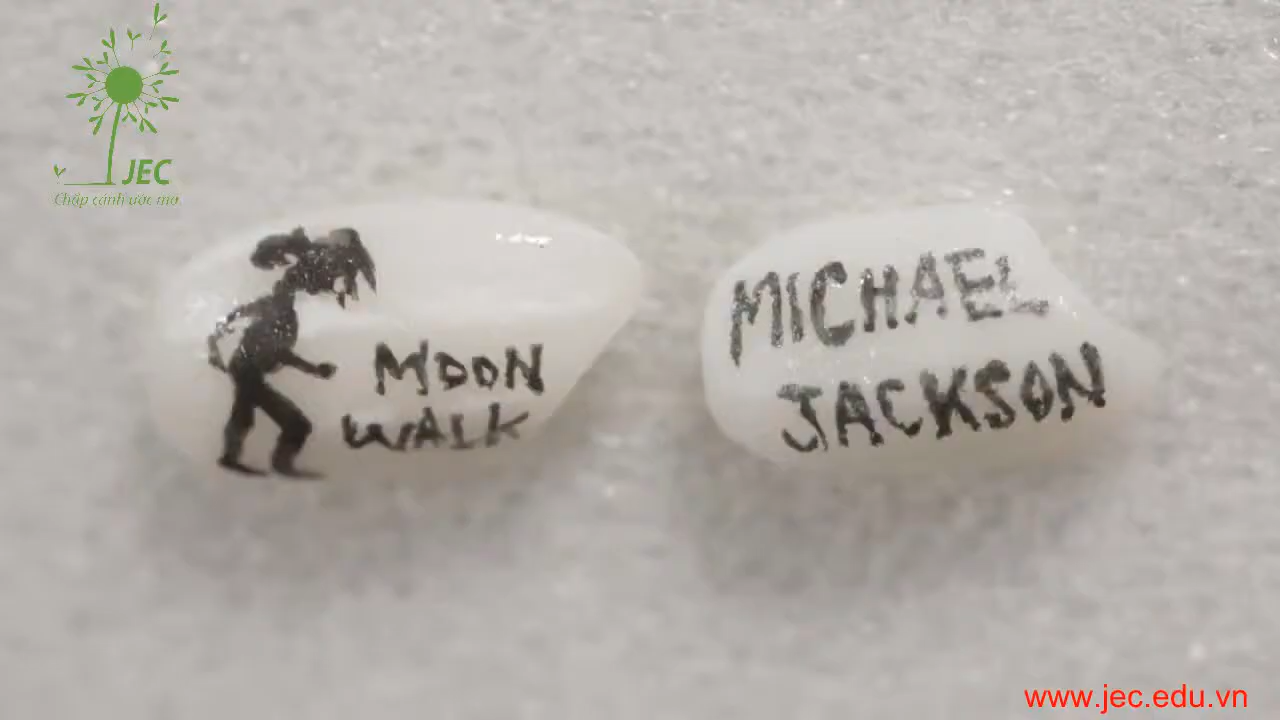 JEC
Chắp cánh ước mơ
MOON
WALK
MICHAEL
JACKSON
www.jec.edu.vn